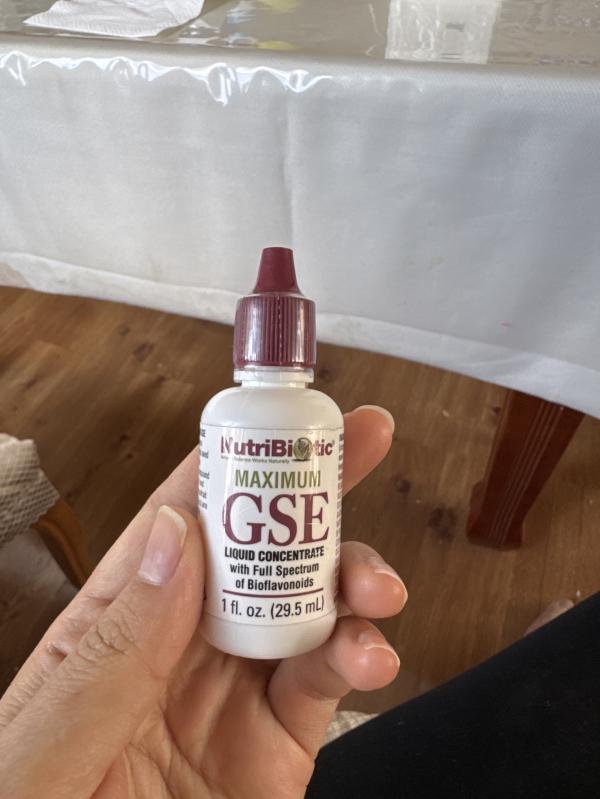 NutriBiotic®
MAXIMUM
GSE
LIQUID CONCENTRATE
with Full Spectrum
of Bioflavonoids
1 fl. oz. (29.5 mL)